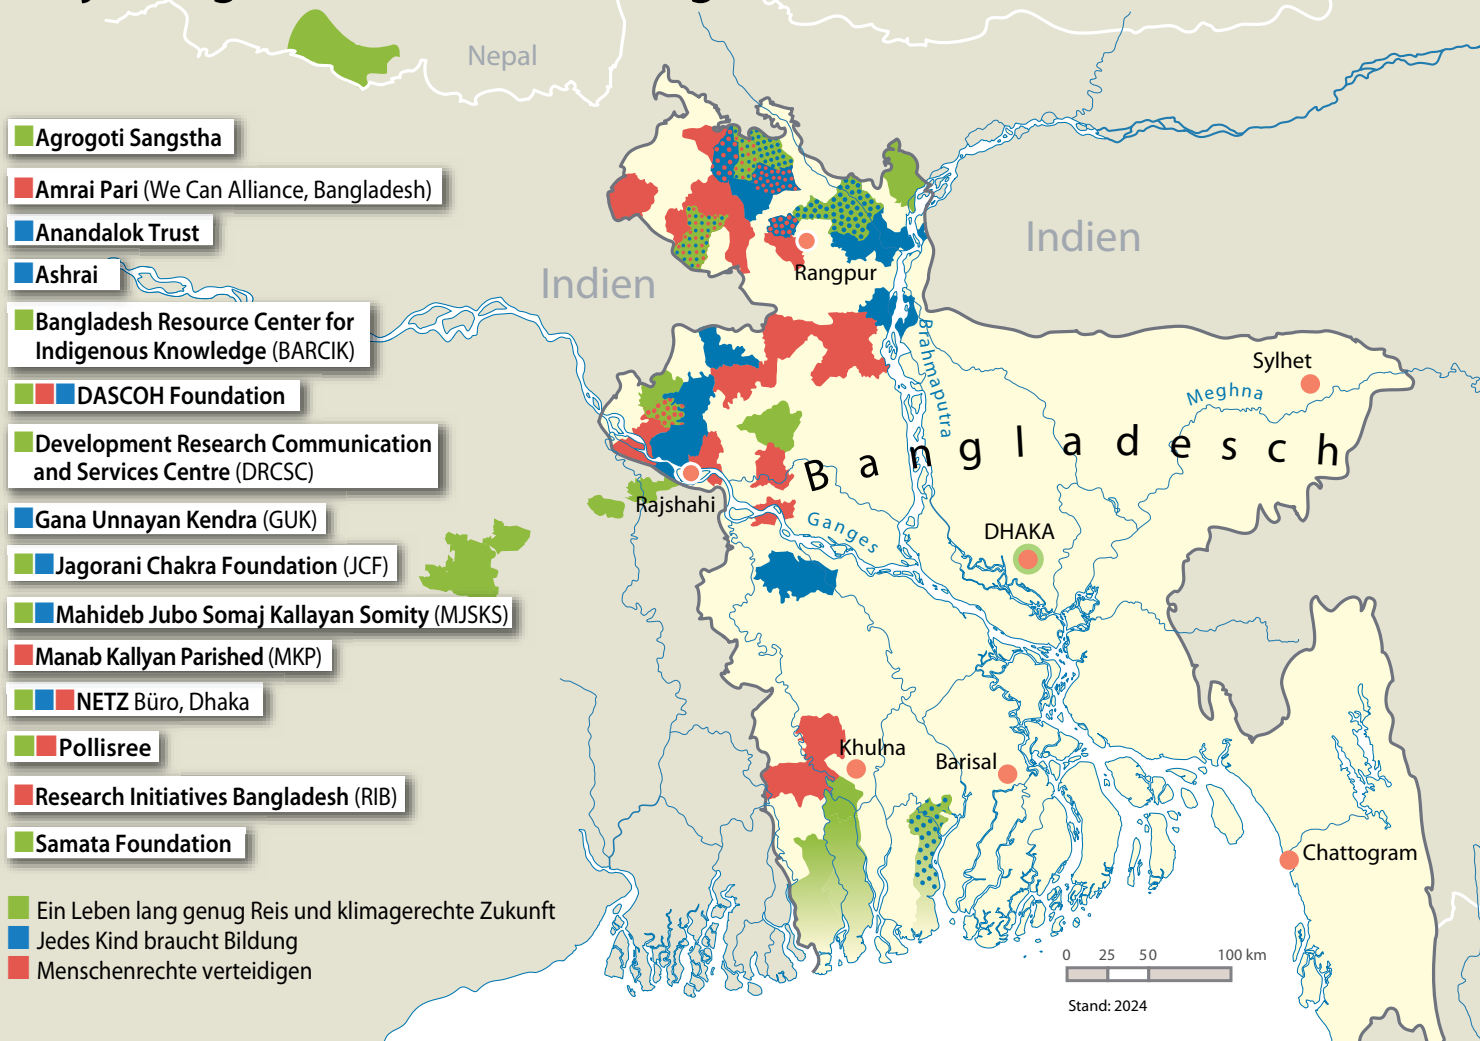 Nepal
Agrogoti Sangstha
Amrai Pari (We Can Alliance, Bangladesh)
Anandalok Trust
Ashrai
Bangladesh Resource Center for
Indigenous Knowledge (BARCIK)
DASCOH Foundation
Development Research Communication
and Services Centre (DRCSC)
Gana Unnayan Kendra (GUK)
Jagorani Chakra Foundation (JCF)
Mahideb Jubo Somaj Kallayan Somity (MJSKS)
Manab Kallyan Parished (MKP)
NETZ Büro, Dhaka
Pollisree
Research Initiatives Bangladesh (RIB)
Samata Foundation
Ein Leben lang genug Reis und klimagerechte Zukunft
Jedes Kind braucht Bildung
Menschenrechte verteidigen
Indien
Indien
Rangpur
Brahmaputra
Sylhet
Meghna
Bangladesch
Rajshahi
Ganges
DHAKA
Khulna
Barisal
Chattogram
0 25 50 100 km
Stand: 2024